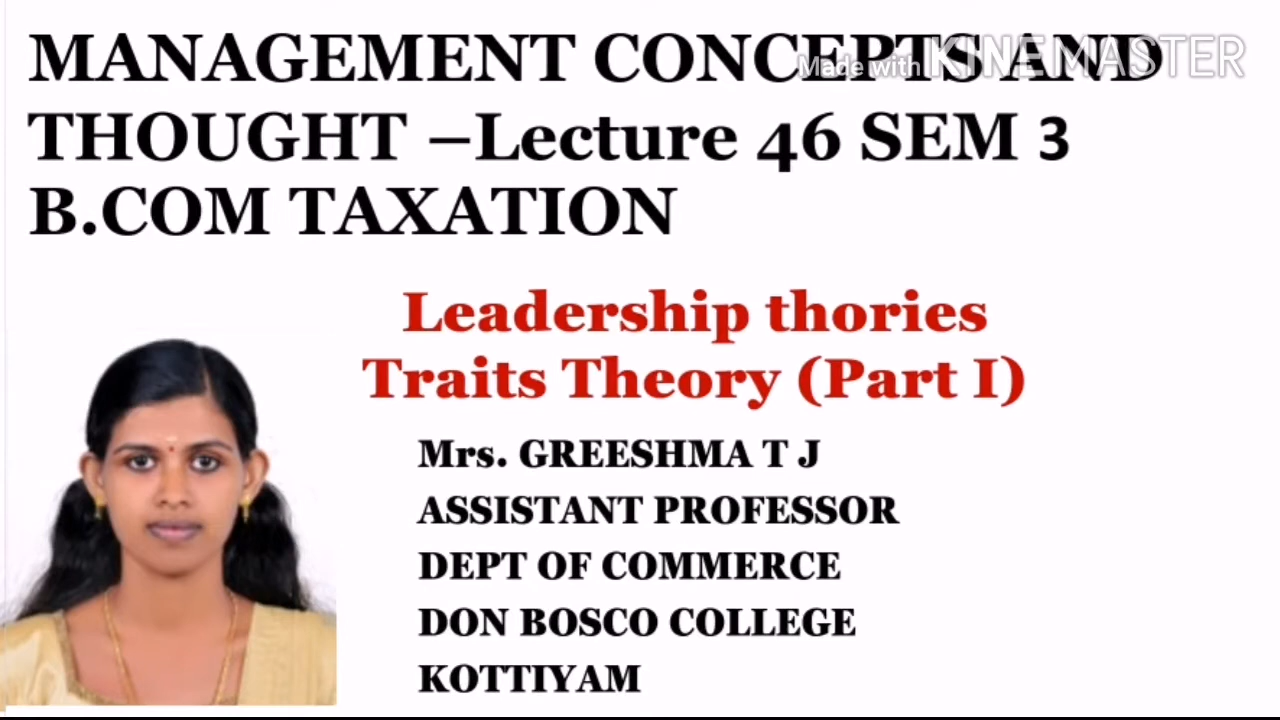 MANAGEMENT CONCEPTS AND
Made with KINEMASTER
THOUGHT –Lecture 46 SEM 3
B.COM TAXATION
Leadership thories
Traits Theory (Part I)
Mrs. GREESHMA T J
ASSISTANT PROFESSOR
DEPT OF COMMERCE
DON BOSCO COLLEGE
KOTTIYAM